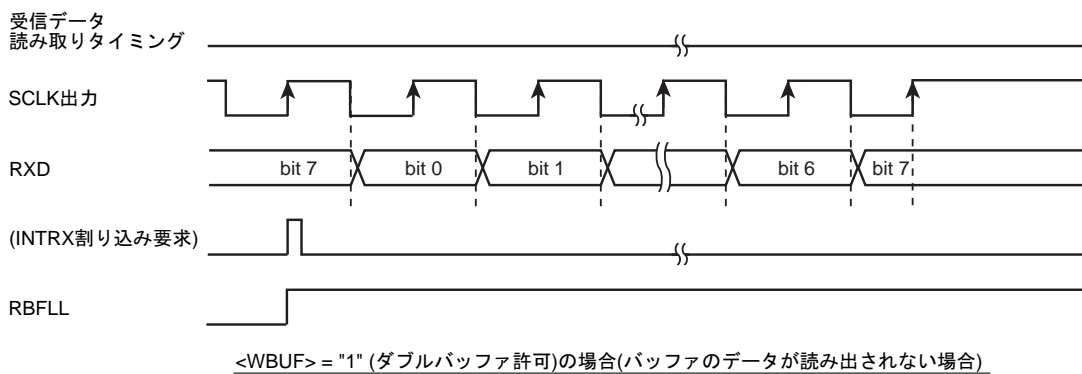 受信データ
読み取りタイミング
SCLK出力
RXD
bit 7 bit 0 bit 1 bit 6 bit 7
(INTRX割り込み要求)
RBFLL
<WBUF> = "1" (ダブルバッファ許可)の場合(バッファのデータが読み出されない場合)